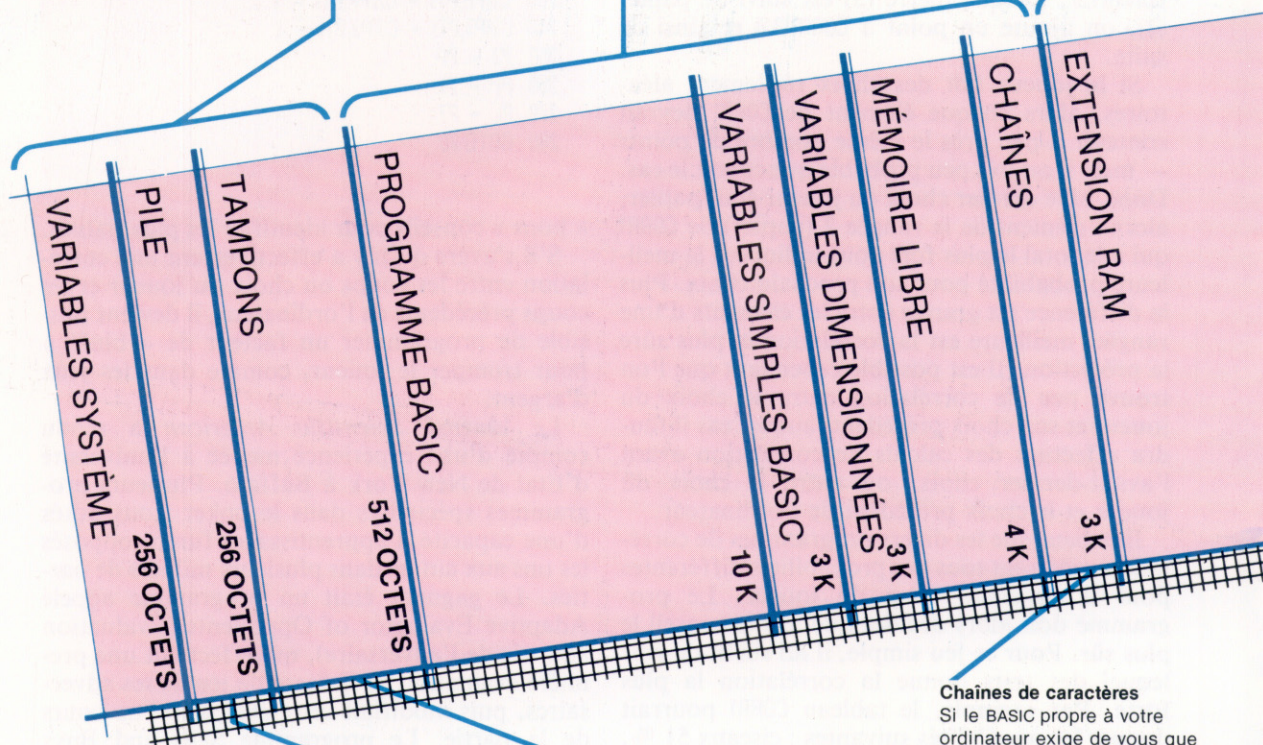 VARIABLES SYSTÈME
256 OCTETS
PILE
256 OCTETS
TAMPONS
512 OCTETS
PROGRAMME BASIC
10 K
VARIABLES SIMPLES BASIC
3 K
VARIABLES DIMENSIONNÉES
3 K
MÉMOIRE LIBRE
4 K
CHAÎNES
3 K
EXTENSION RAM
Chaînes de caractères
Si le BASIC propre à votre
ordinateur exige de vous que